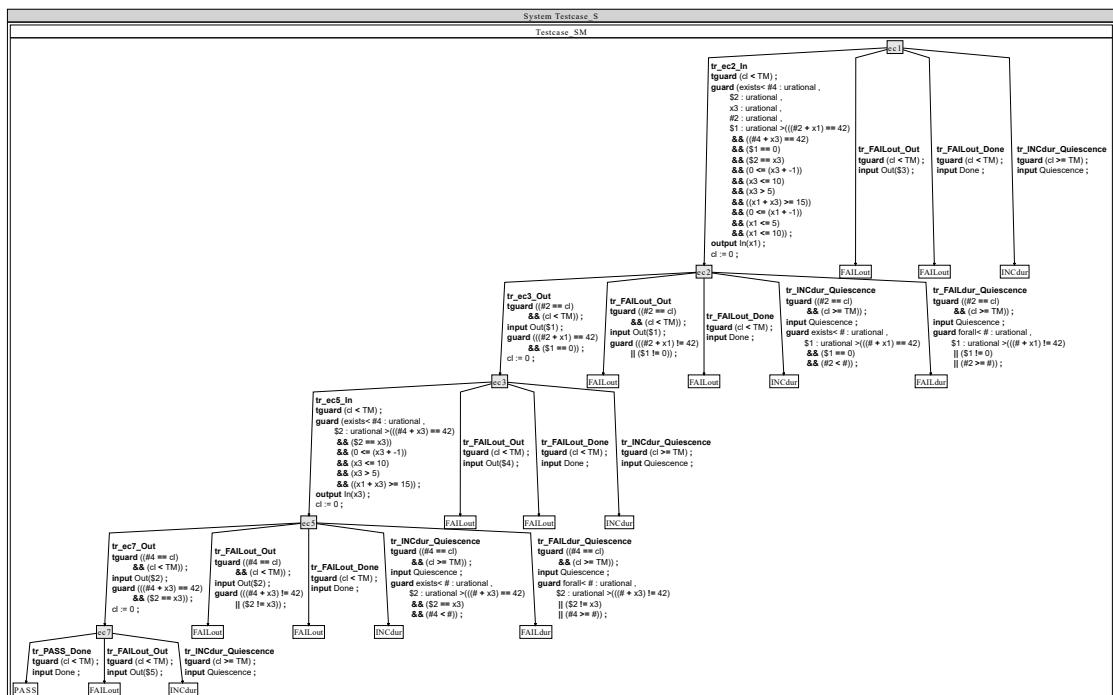 System Testcase_S
Testcase_SM
ec1
tr_ec2_In
tguard (cl < TM) ;
guard (exists< #4 : urational ,
$2 : urational ,
x3 : urational ,
#2 : urational ,
$1 : urational >(((#2 + x1) == 42)
&& ((#4 + x3) == 42)
&& ($1 == 0)
&& ($2 == x3)
&& (0 <= (x3 + -1))
&& (x3 <= 10)
&& (x3 > 5)
&& ((x1 + x3) >= 15))
&& (0 <= (x1 + -1))
&& (x1 <= 5)
&& (x1 <= 10)) ;
output In(x1) ;
cl := 0 ;
tr_FAILout_Out
tguard (cl < TM) ;
input Out($3) ;
tr_FAILout_Done
tguard (cl < TM) ;
input Done ;
tr_INCdur_Quiescence
tguard (cl >= TM) ;
input Quiescence ;
ec2
FAILout
FAILout
INCdur
tr_ec3_Out
tguard ((#2 == cl)
&& (cl < TM)) ;
input Out($1) ;
guard (((#2 + x1) == 42)
&& ($1 == 0)) ;
cl := 0 ;
tr_FAILout_Out
tguard ((#2 == cl)
&& (cl < TM)) ;
input Out($1) ;
guard (((#2 + x1) != 42)
|| ($1 != 0)) ;
tr_FAILout_Done
tguard (cl < TM) ;
input Done ;
tr_INCdur_Quiescence
tguard ((#2 == cl)
&& (cl >= TM)) ;
input Quiescence ;
guard exists< # : urational ,
$1 : urational >(((# + x1) == 42)
&& ($1 == 0)
&& (#2 < #)) ;
tr_FAILdur_Quiescence
tguard ((#2 == cl)
&& (cl >= TM)) ;
input Quiescence ;
guard forall< # : urational ,
$1 : urational >(((# + x1) != 42)
|| ($1 != 0)
|| (#2 >= #)) ;
ec3
FAILout
FAILout
INCdur
FAILdur
tr_ec5_In
tguard (cl < TM) ;
guard (exists< #4 : urational ,
$2 : urational >(((#4 + x3) == 42)
&& ($2 == x3))
&& (0 <= (x3 + -1))
&& (x3 <= 10)
&& (x3 > 5)
&& ((x1 + x3) >= 15)) ;
output In(x3) ;
cl := 0 ;
tr_FAILout_Out
tguard (cl < TM) ;
input Out($4) ;
tr_FAILout_Done
tguard (cl < TM) ;
input Done ;
tr_INCdur_Quiescence
tguard (cl >= TM) ;
input Quiescence ;
ec5
FAILout
FAILout
INCdur
tr_ec7_Out
tguard ((#4 == cl)
&& (cl < TM)) ;
input Out($2) ;
guard (((#4 + x3) == 42)
&& ($2 == x3)) ;
cl := 0 ;
tr_FAILout_Out
tguard ((#4 == cl)
&& (cl < TM)) ;
input Out($2) ;
guard (((#4 + x3) != 42)
|| ($2 != x3)) ;
tr_FAILout_Done
tguard (cl < TM) ;
input Done ;
tr_INCdur_Quiescence
tguard ((#4 == cl)
&& (cl >= TM)) ;
input Quiescence ;
guard exists< # : urational ,
$2 : urational >(((# + x3) == 42)
&& ($2 == x3)
&& (#4 < #)) ;
tr_FAILdur_Quiescence
tguard ((#4 == cl)
&& (cl >= TM)) ;
input Quiescence ;
guard forall< # : urational ,
$2 : urational >(((# + x3) != 42)
|| ($2 != x3)
|| (#4 >= #)) ;
ec7
FAILout
FAILout
INCdur
FAILdur
tr_PASS_Done
tguard (cl < TM) ;
input Done ;
tr_FAILout_Out
tguard (cl < TM) ;
input Out($5) ;
tr_INCdur_Quiescence
tguard (cl >= TM) ;
input Quiescence ;
PASS
FAILout
INCdur